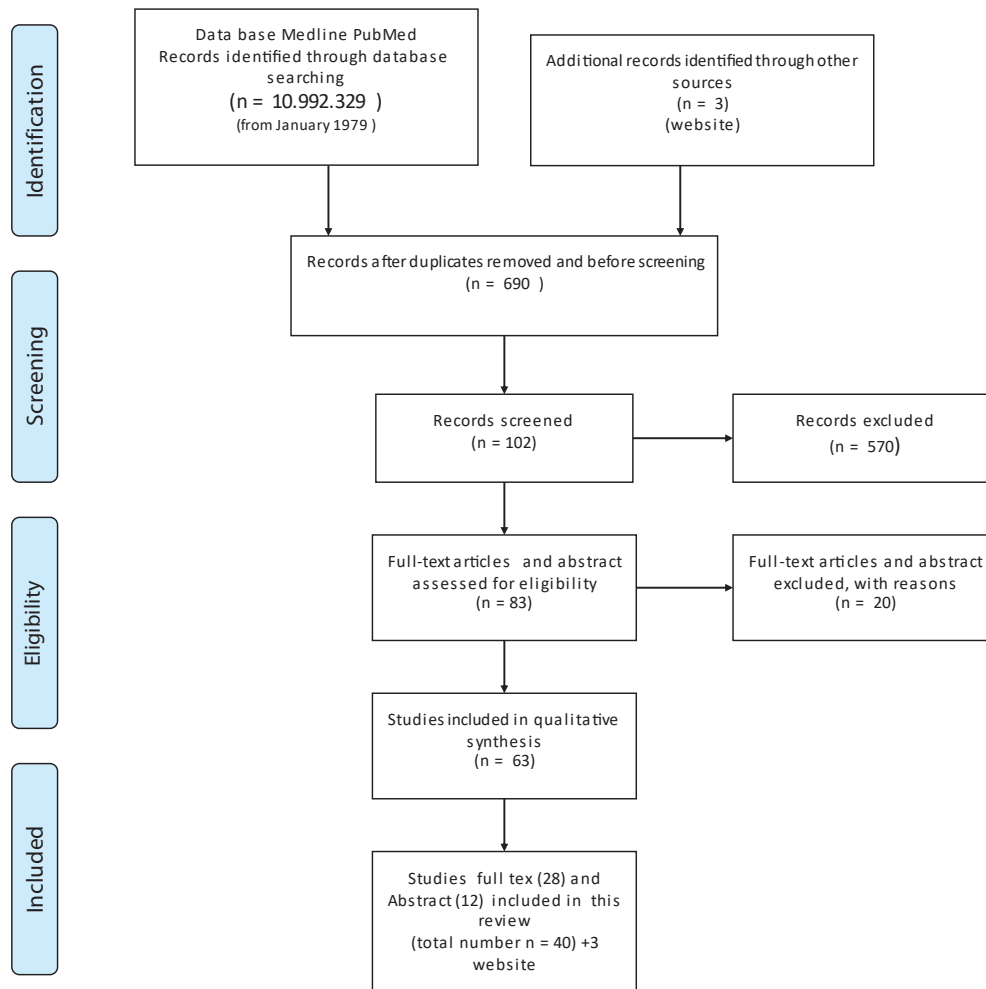 Identification
Data base Medline PubMed
Records identified through database
searching
(n = 10.992.329 )
(from January 1979 )
Additional records identified through other
sources
(n = 3)
(website)
Records after duplicates removed and before screening
(n = 690 )
Screening
Records screened
(n = 102)
Records excluded
(n = 570)
Eligibility
Full-text articles and abstract
assessed for eligibility
(n = 83)
Full-text articles and abstract
excluded, with reasons
(n = 20)
Studies included in qualitative
synthesis
(n = 63)
Included
Studies full tex (28) and
Abstract (12) included in this
review
(total number n = 40) +3
website